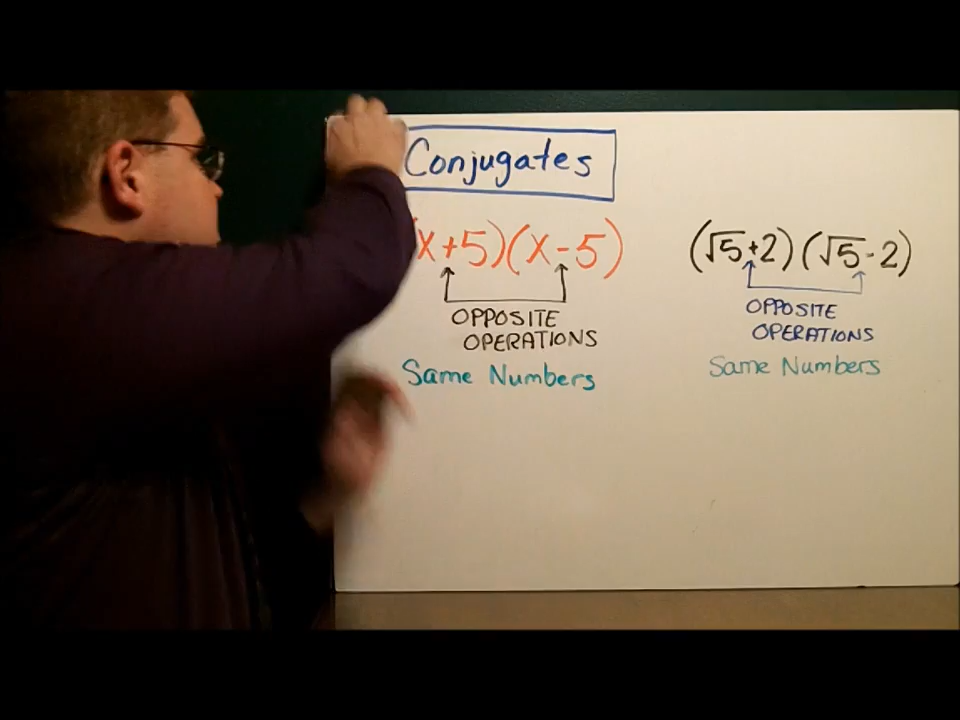 Conjugates
(x+5)(x-5)
OPPOSITE
OPERATIONS
Same Numbers
(√5+2)(√5-2)
OPPOSITE
OPERATIONS
Same Numbers